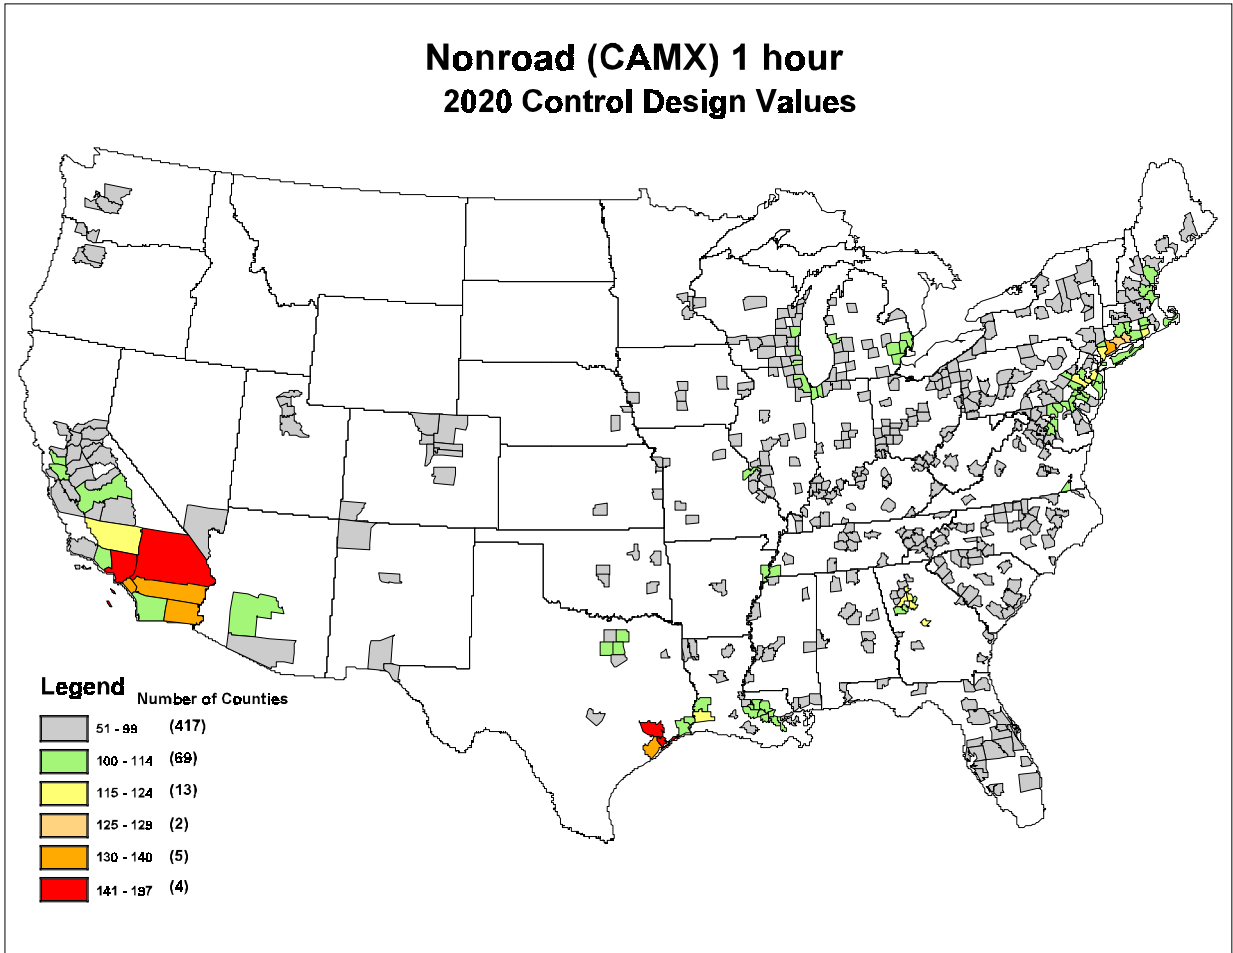 Nonroad (CAMX) 1 hour
2020 Control Design Values
Legend Number of Counties
51 - 99 (417)
100 - 114 (69)
115 - 124 (13)
125 - 129 (2)
130 - 140 (5)
141 - 197 (4)